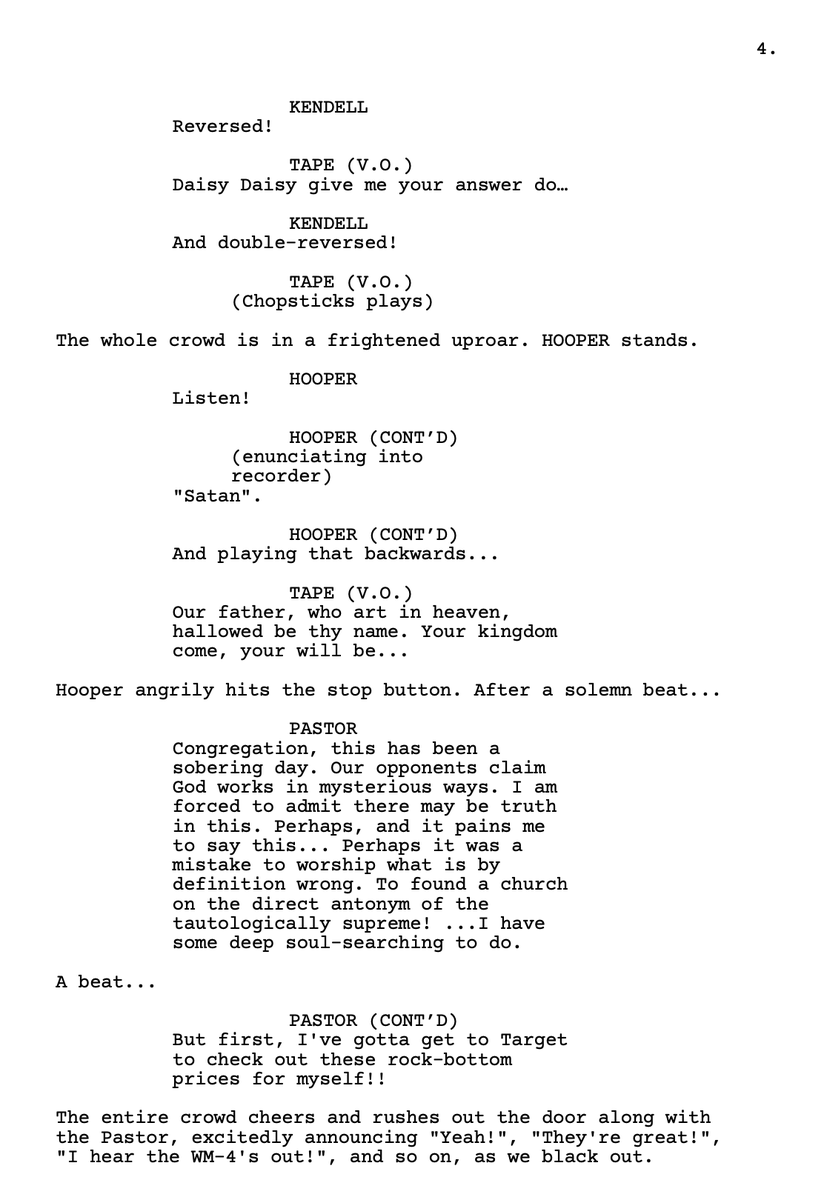 4.
KENDELL
Reversed!
TAPE (V.O.)
Daisy Daisy give me your answer do…
KENDELL
And double-reversed!
TAPE (V.O.)
(Chopsticks plays)
The whole crowd is in a frightened uproar. HOOPER stands.
HOOPER
Listen!
HOOPER (CONT’D)
(enunciating into
recorder)
"Satan".
HOOPER (CONT’D)
And playing that backwards...
TAPE (V.O.)
Our father, who art in heaven,
hallowed be thy name. Your kingdom
come, your will be...
Hooper angrily hits the stop button. After a solemn beat...
PASTOR
Congregation, this has been a
sobering day. Our opponents claim
God works in mysterious ways. I am
forced to admit there may be truth
in this. Perhaps, and it pains me
to say this... Perhaps it was a
mistake to worship what is by
definition wrong. To found a church
on the direct antonym of the
tautologically supreme! ...I have
some deep soul-searching to do.
A beat...
PASTOR (CONT’D)
But first, I've gotta get to Target
to check out these rock-bottom
prices for myself!!
The entire crowd cheers and rushes out the door along with
the Pastor, excitedly announcing "Yeah!", "They're great!",
"I hear the WM-4's out!", and so on, as we black out.